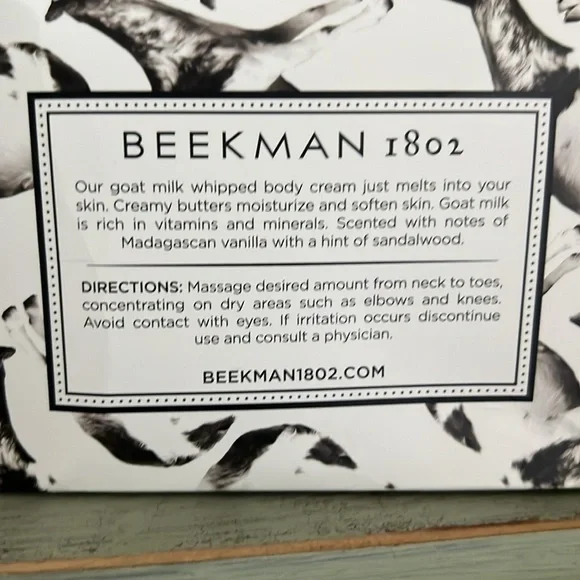 BEEKMAN 1802
Our goat milk whipped body cream just melts into your
skin. Creamy butters moisturize and soften skin. Goat milk
is rich in vitamins and minerals. Scented with notes of
Madagascan vanilla with a hint of sandalwood.
DIRECTIONS: Massage desired amount from neck to toes,
concentrating on dry areas such as elbows and knees.
Avoid contact with eyes. If irritation occurs discontinue
use and consult a physician.
BEEKMAN1802.COM